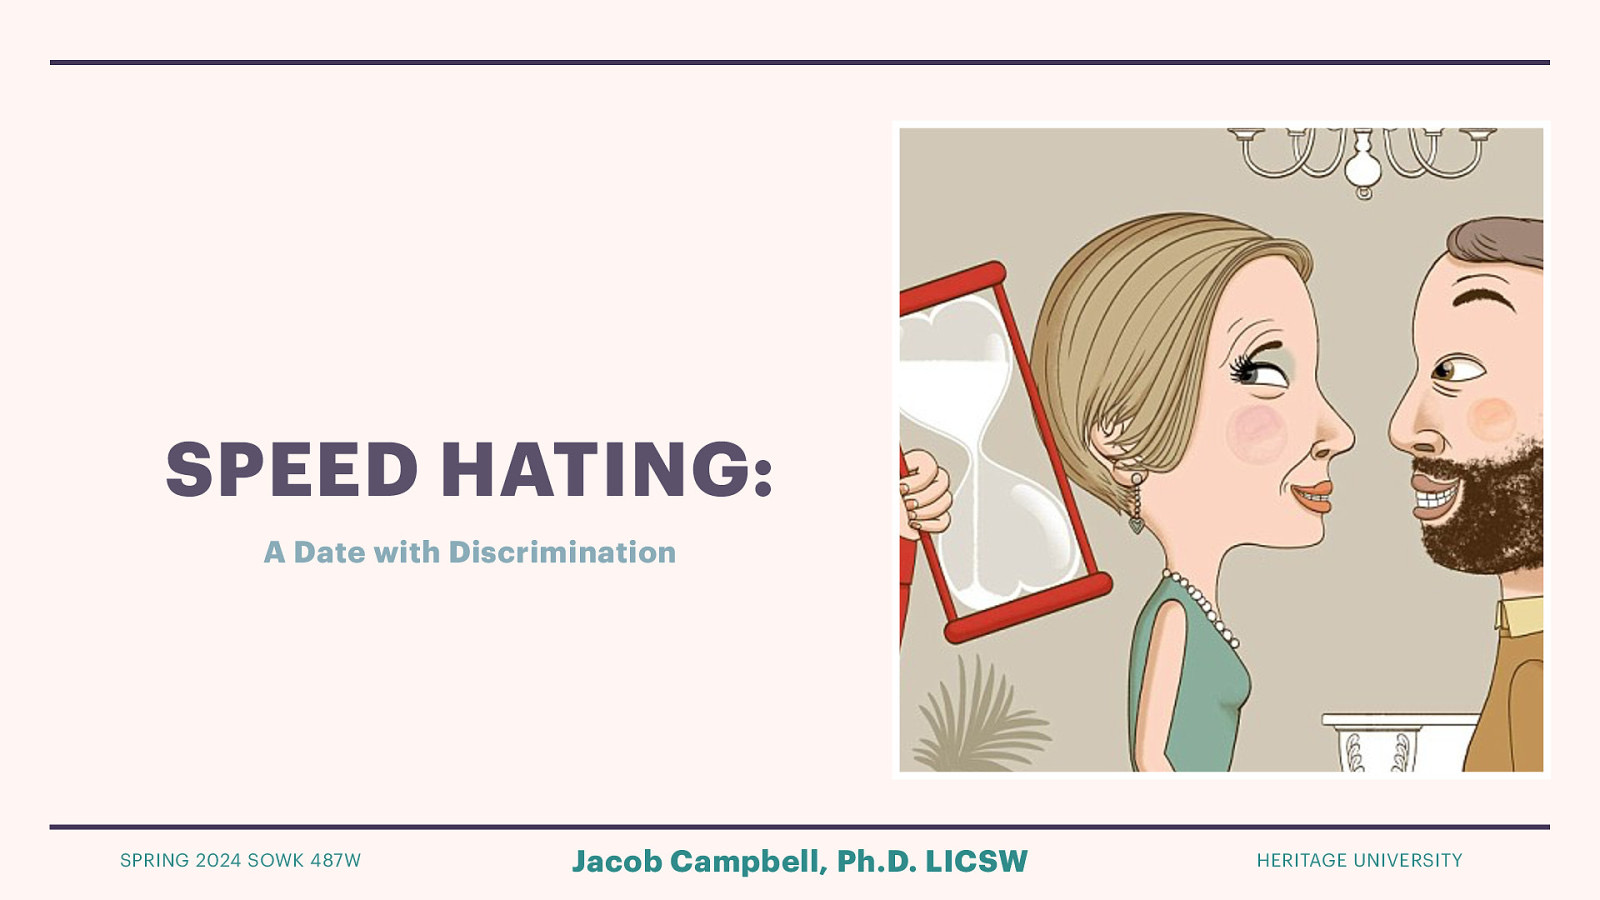 SPEED HATING:
A Date with Discrimination
SPRING 2024 SOWK 487W
Jacob Campbell, Ph.D. LICSW
HERITAGE UNIVERSITY